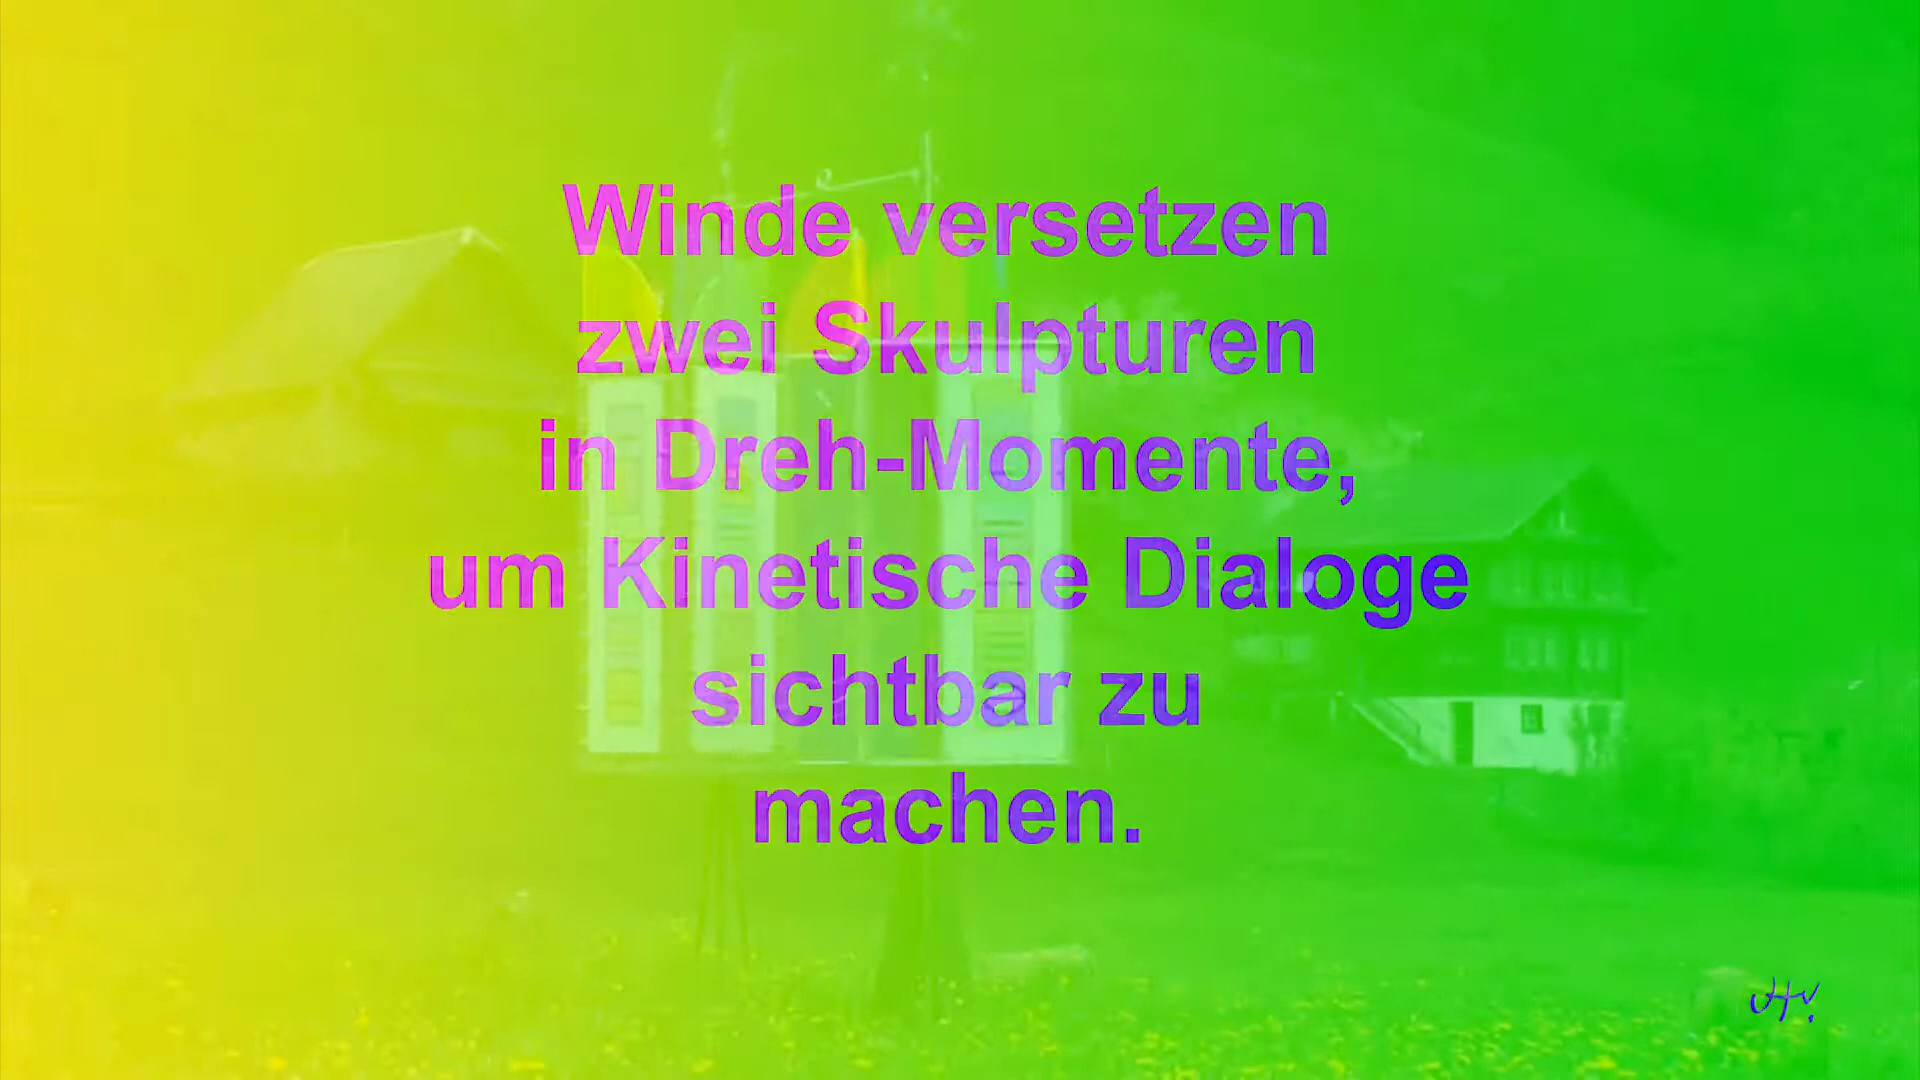 Winde versetzen
zwei Skulpturen
in Dreh-Momente,
um Kinetische Dialoge
sichtbar zu
machen.